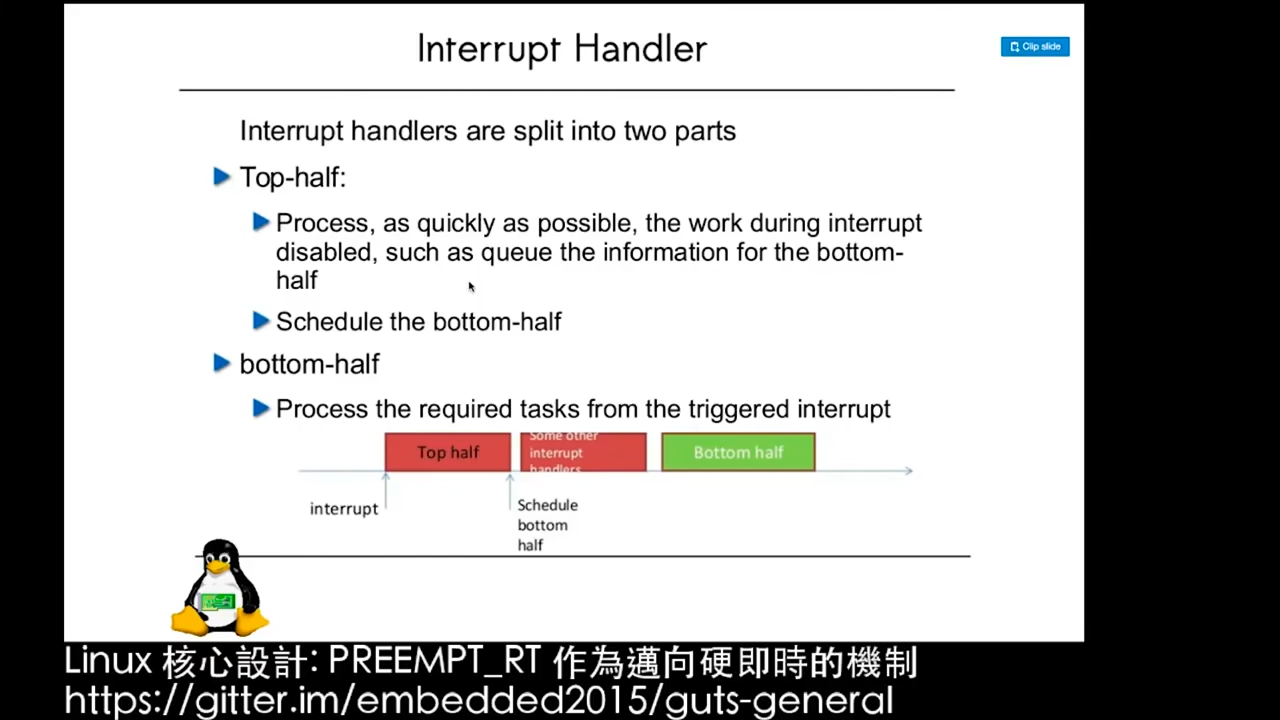 Interrupt Handler
Clip slide
Interrupt handlers are split into two parts
Top-half:
Process, as quickly as possible, the work during interrupt
disabled, such as queue the information for the bottom-
half
Schedule the bottom-half
bottom-half
Process the required tasks from the triggered interrupt
Top half
Some other
interrupt
handlers
Bottom half
interrupt
Schedule
bottom
half
Linux 核心設計: PREEMPT_RT 作為邁向硬即時的機制
https://gitter.im/embedded2015/guts-general